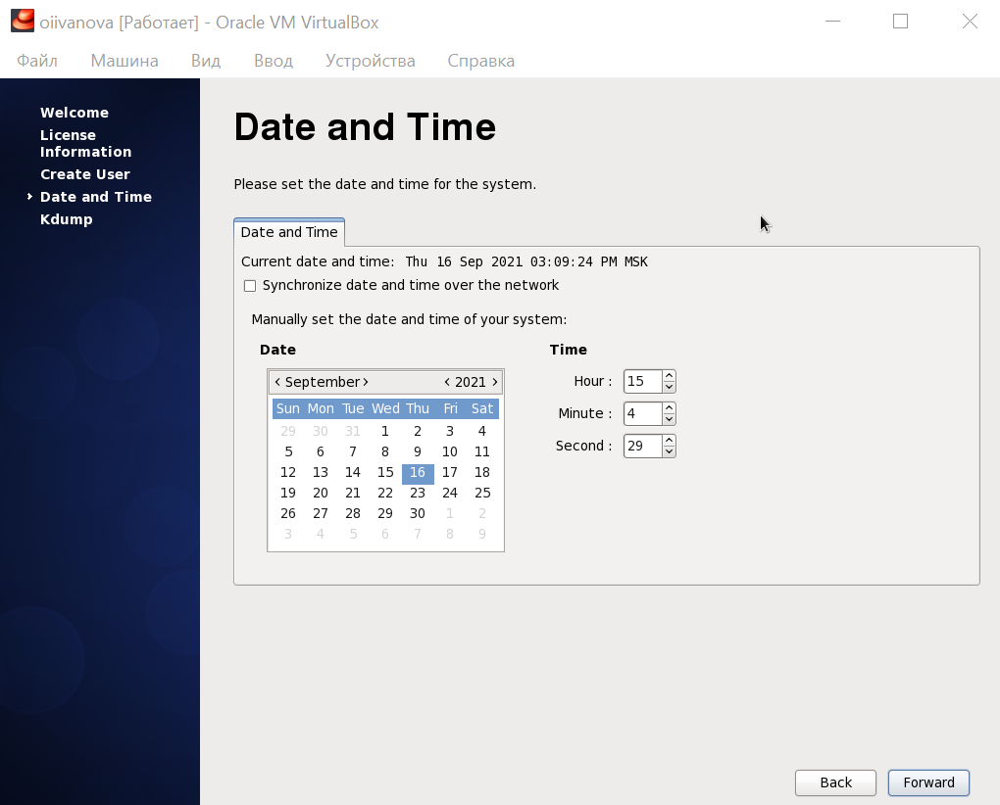 oiivanova [Работает] - Oracle VM VirtualBox
Файл Машина Вид Ввод Устройства Справка
Welcome
License
Information
Create User
Date and Time
Kdump
Date and Time
Please set the date and time for the system.
Date and Time
Current date and time: Thu 16 Sep 2021 03:09:24 PM MSK
Synchronize date and time over the network
Manually set the date and time of your system:
Date
< September > < 2021 >
Sun Mon Tue Wed Thu Fri Sat
29 30 31 1 2 3 4
5 6 7 8 9 10 11
12 13 14 15 16 17 18
19 20 21 22 23 24 25
26 27 28 29 30 1 2
3 4 5 6 7 8 9
Time
Hour : 15
Minute : 4
Second : 29
Back Forward